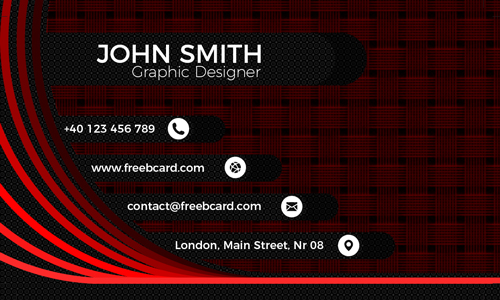 JOHN SMITH
Graphic Designer
+40 123 456 789
www.freebcard.com
contact@freebcard.com
London, Main Street, Nr 08